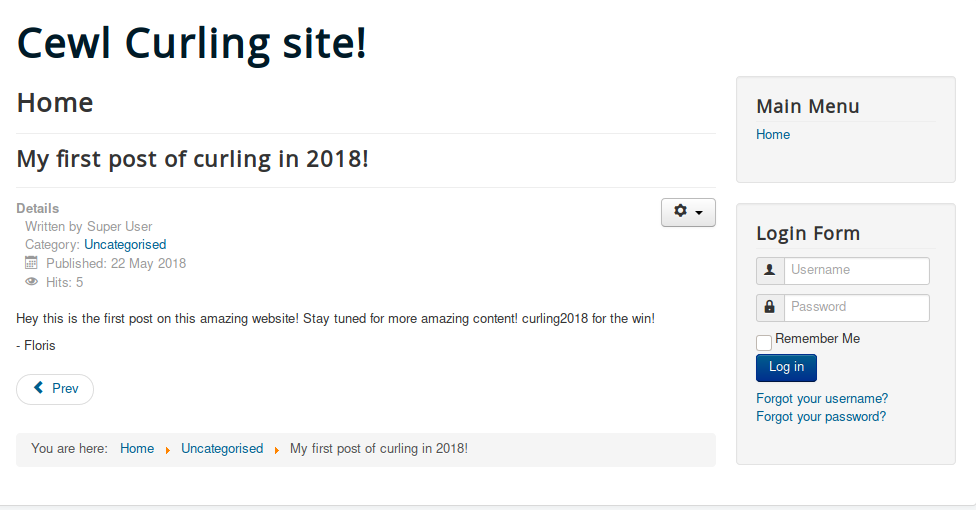 Cewl Curling site!
Home
My first post of curling in 2018!
Details
Written by Super User
Category: Uncategorised
Published: 22 May 2018
Hits: 5
Hey this is the first post on this amazing website! Stay tuned for more amazing content! curling2018 for the win!
- Floris
Prev
You are here: Home Uncategorised My first post of curling in 2018!
Main Menu
Home
Login Form
Username
Password
Remember Me
Log in
Forgot your username?
Forgot your password?